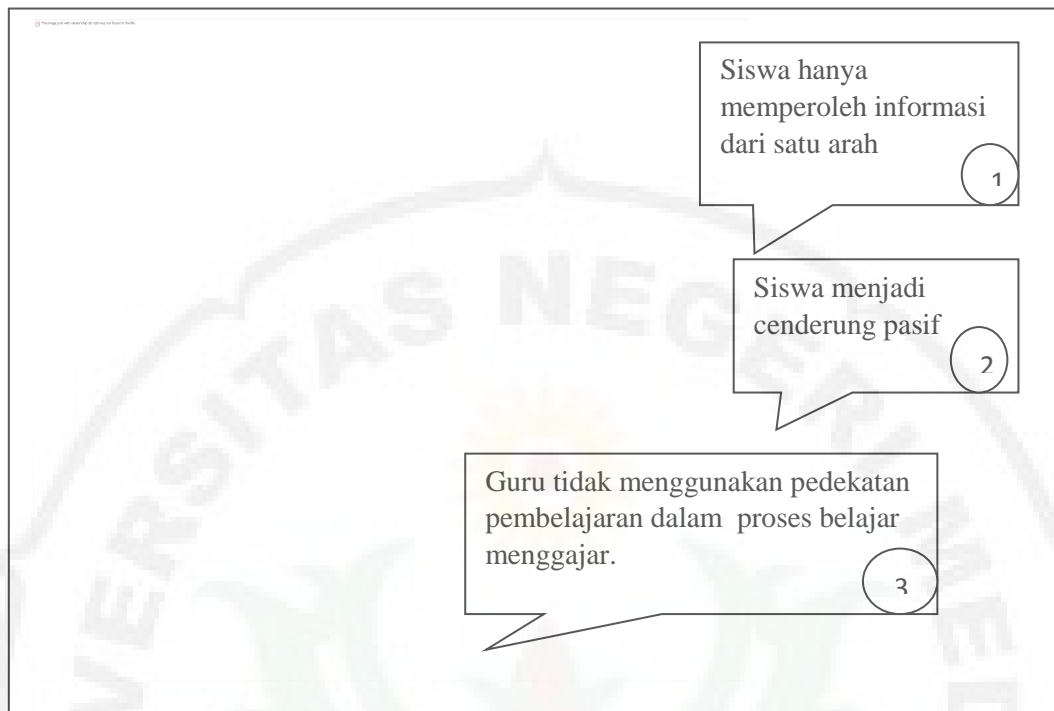 Siswa hanya
memperoleh informasi
dari satu arah
1
Siswa menjadi
cenderung pasif
2
Guru tidak menggunakan pedekatan
pembelajaran dalam proses belajar
menggajar.
3